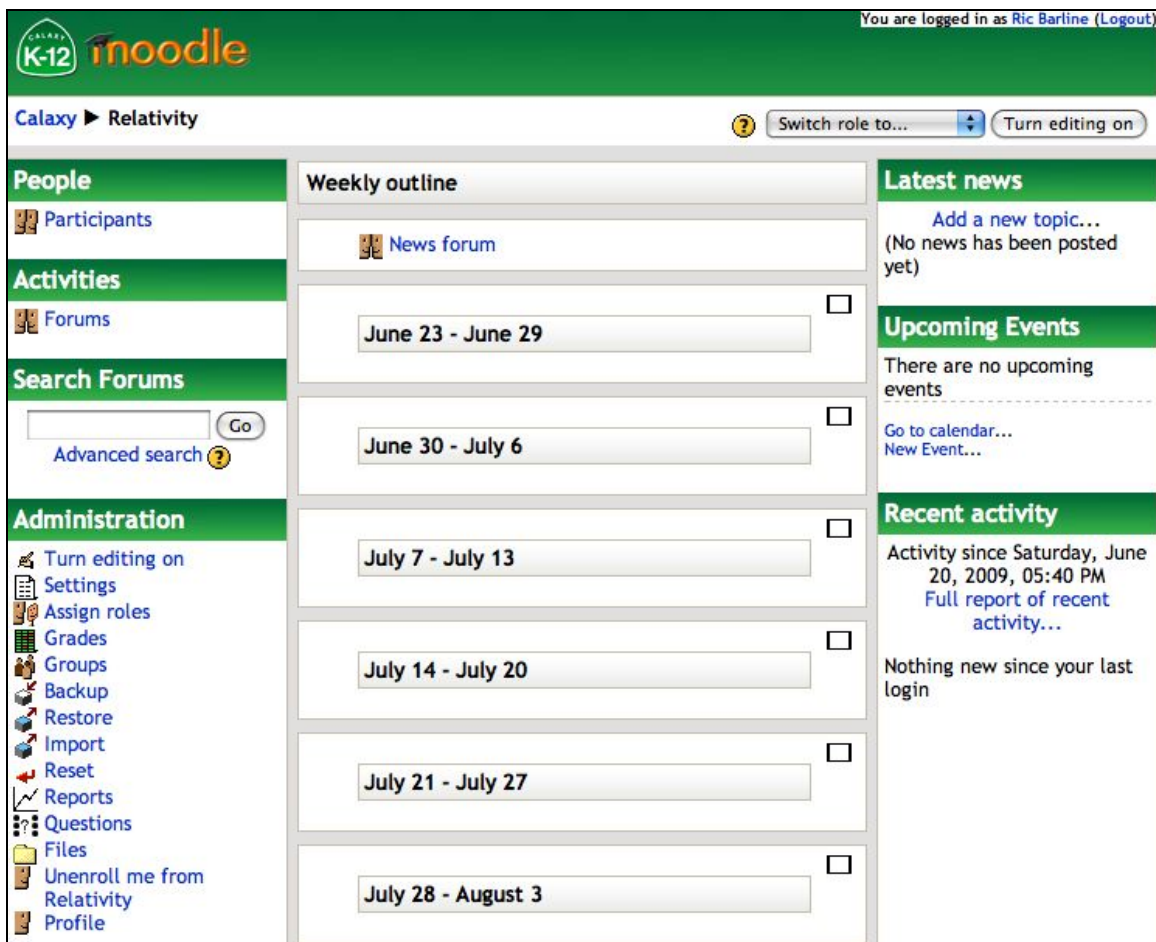 You are logged in as Ric Barline (Logout)
CALAXY
K-12
moodle
Calaxy ► Relativity
?
Switch role to...
Turn editing on
People
Participants
Activities
Forums
Search Forums
Go
Advanced search ?
Administration
Turn editing on
Settings
Assign roles
Grades
Groups
Backup
Restore
Import
Reset
Reports
Questions
Files
Unenroll me from
Relativity
Profile
Weekly outline
News forum
June 23 - June 29
June 30 - July 6
July 7 - July 13
July 14 - July 20
July 21 - July 27
July 28 - August 3
Latest news
Add a new topic...
(No news has been posted
yet)
Upcoming Events
There are no upcoming
events
Go to calendar...
New Event...
Recent activity
Activity since Saturday, June
20, 2009, 05:40 PM
Full report of recent
activity...
Nothing new since your last
login